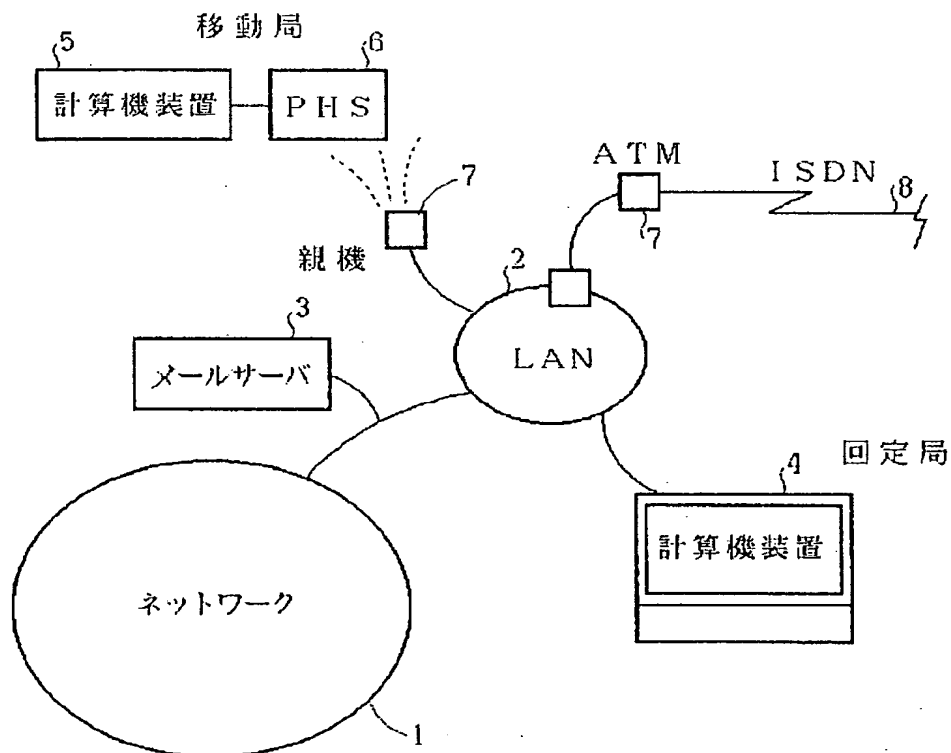 移動局
5
6
計算機装置
PHS
7
ATM
ISDN
8
7
親機
2
3
LAN
メールサーバ
回定局
4
計算機装置
ネットワーク
1